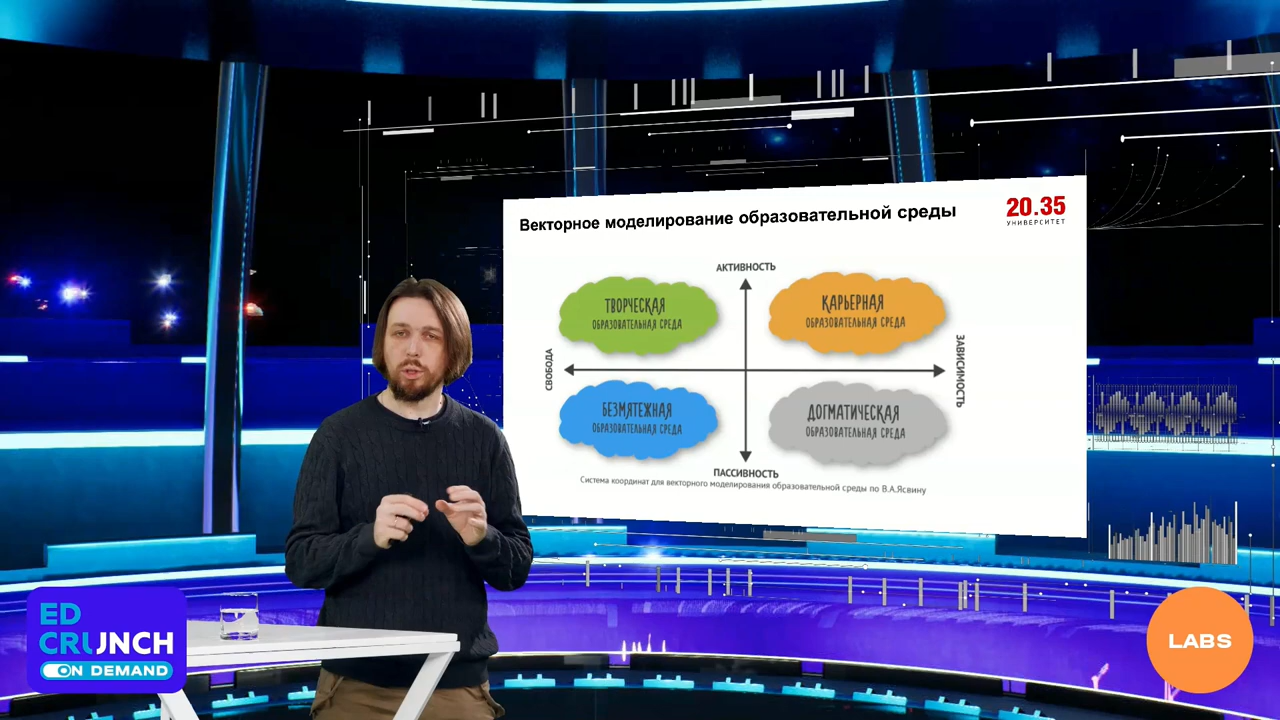 Векторное моделирование образовательной среды
20.35
УНИВЕРСИТЕТ
АКТИВНОСТЬ
ТВОРЧЕСКАЯ
ОБРАЗОВАТЕЛЬНАЯ СРЕДА
КАРЬЕРНАЯ
ОБРАЗОВАТЕЛЬНАЯ СРЕДА
СВОБОДА
ЗАВИСИМОСТЬ
БЕЗМЯТЕЖНАЯ
ОБРАЗОВАТЕЛЬНАЯ СРЕДА
ДОГМАТИЧЕСКАЯ
ОБРАЗОВАТЕЛЬНАЯ СРЕДА
ПАССИВНОСТЬ
Система координат для векторного моделирования образовательной среды по В.А.Ясвину
ED
CRUNCH
ON DEMAND
LABS